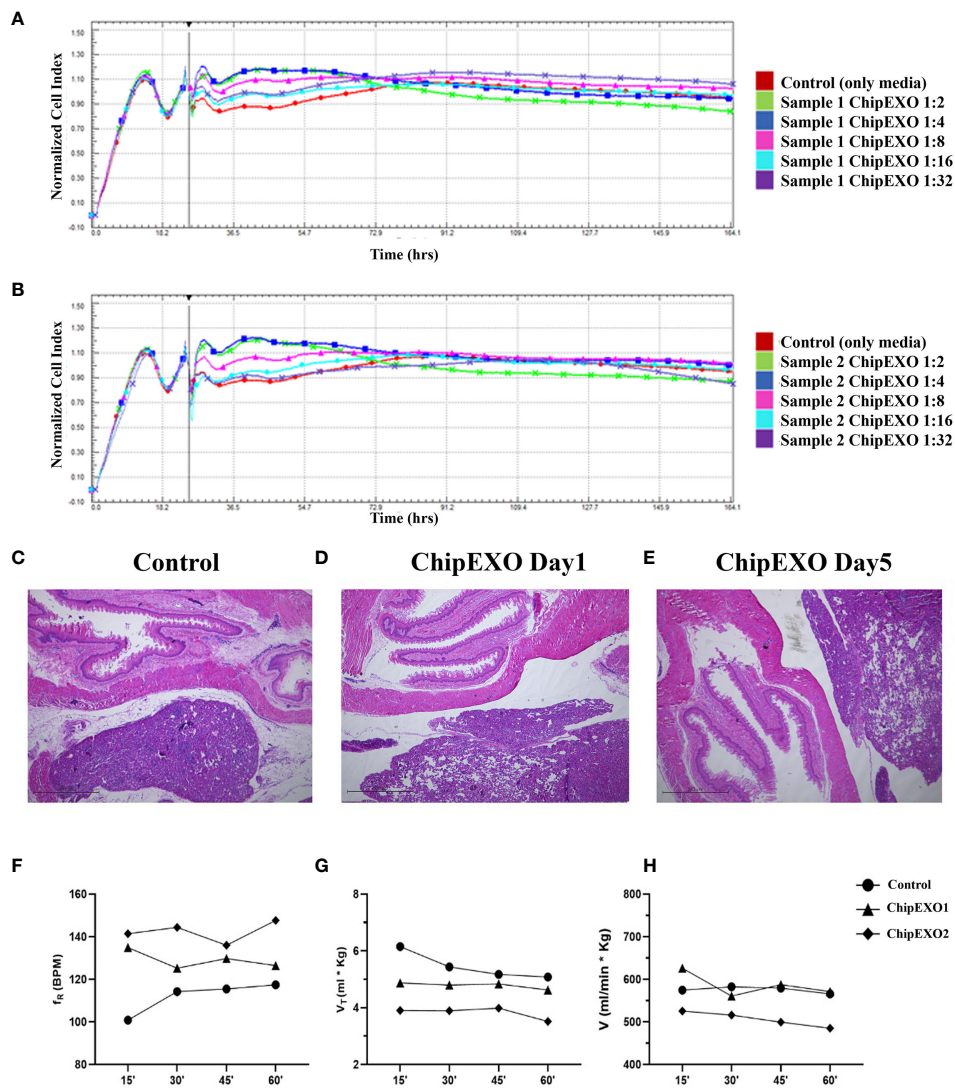 A
Normalized Cell Index
1.50
1.30
1.10
0.90
0.70
0.50
0.30
0.10
-0.10
0.0
18.2
36.5
54.7
72.9
91.2
109.4
127.7
145.9
164.1
Time (hrs)
Control (only media)
Sample 1 ChipEXO 1:2
Sample 1 ChipEXO 1:4
Sample 1 ChipEXO 1:8
Sample 1 ChipEXO 1:16
Sample 1 ChipEXO 1:32
B
Normalized Cell Index
1.50
1.30
1.10
0.90
0.70
0.50
0.30
0.10
-0.10
0.0
18.2
36.5
54.7
72.9
91.2
109.4
127.7
145.9
164.1
Time (hrs)
Control (only media)
Sample 2 ChipEXO 1:2
Sample 2 ChipEXO 1:4
Sample 2 ChipEXO 1:8
Sample 2 ChipEXO 1:16
Sample 2 ChipEXO 1:32
C
Control
D
ChipEXO Day1
E
ChipEXO Day5
F
fR (BPM)
160
140
120
100
80
15'
30'
45'
60'
G
VT (ml * Kg)
8
6
4
2
15'
30'
45'
60'
H
V (ml/min * Kg)
800
700
600
500
400
15'
30'
45'
60'
Control
ChipEXO1
ChipEXO2